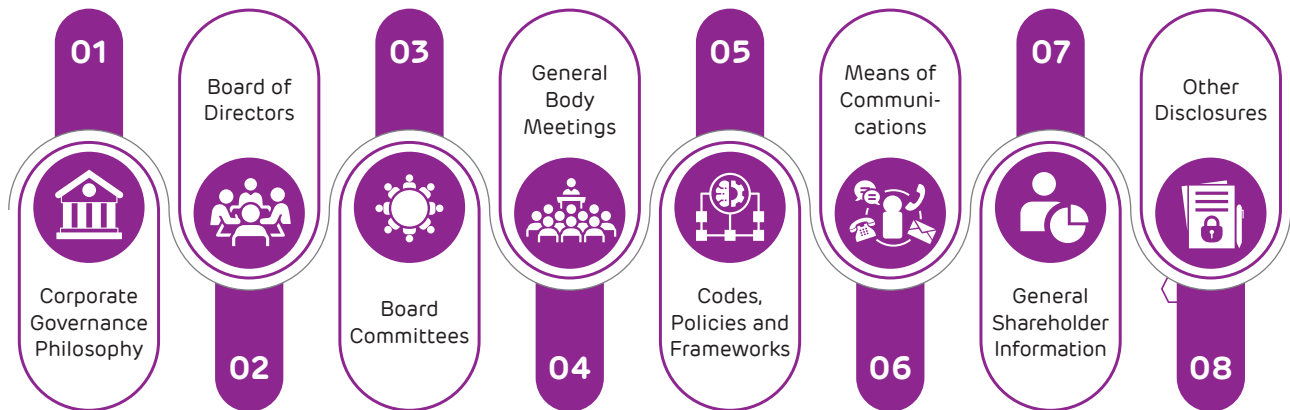 01
Corporate
Governance
Philosophy
Board of
Directors
02
03
Board
Committees
General
Body
Meetings
04
05
Codes,
Policies and
Frameworks
Means of
Communi-
cations
06
07
General
Shareholder
Information
Other
Disclosures
08